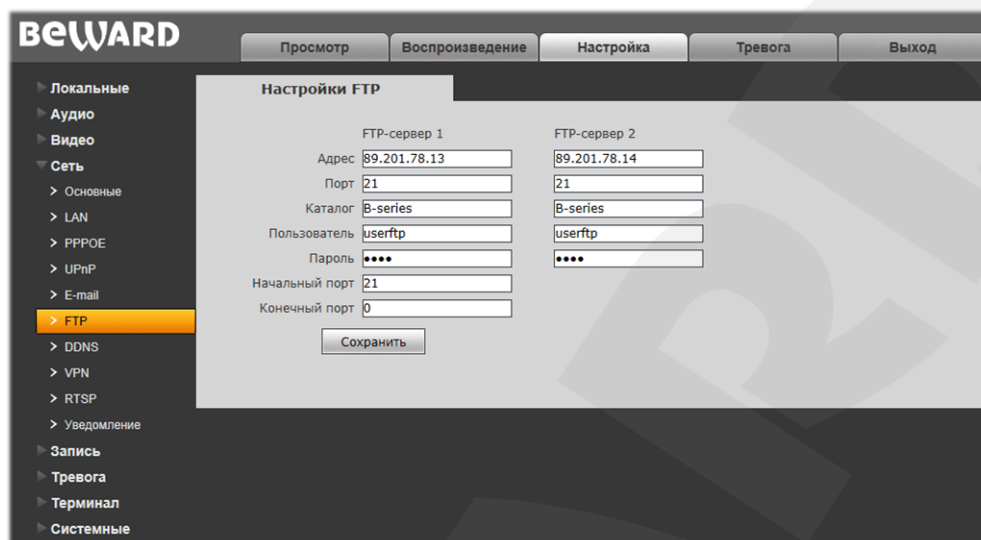 BEWARD
Просмотр Воспроизведение Настройка Тревога Выход
Локальные
Аудио
Видео
Сеть
> Основные
> LAN
> PPPOE
> UPnP
> E-mail
> FTP
> DDNS
> VPN
> RTSP
> Уведомление
Запись
Тревога
Терминал
Системные
Настройки FTP
FTP-сервер 1 FTP-сервер 2
Адрес 89.201.78.13 89.201.78.14
Порт 21 21
Каталог B-series B-series
Пользователь userftp userftp
Пароль •••• ••••
Начальный порт 21
Конечный порт 0
Сохранить